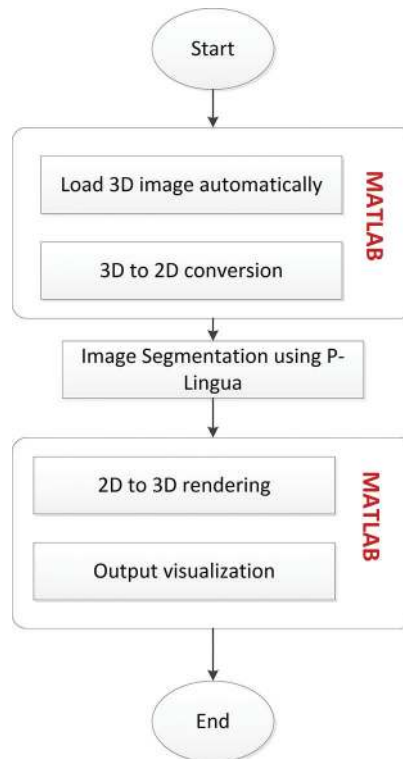 Start
Load 3D image automatically
MATLAB
3D to 2D conversion
Image Segmentation using P-
Lingua
2D to 3D rendering
MATLAB
Output visualization
End